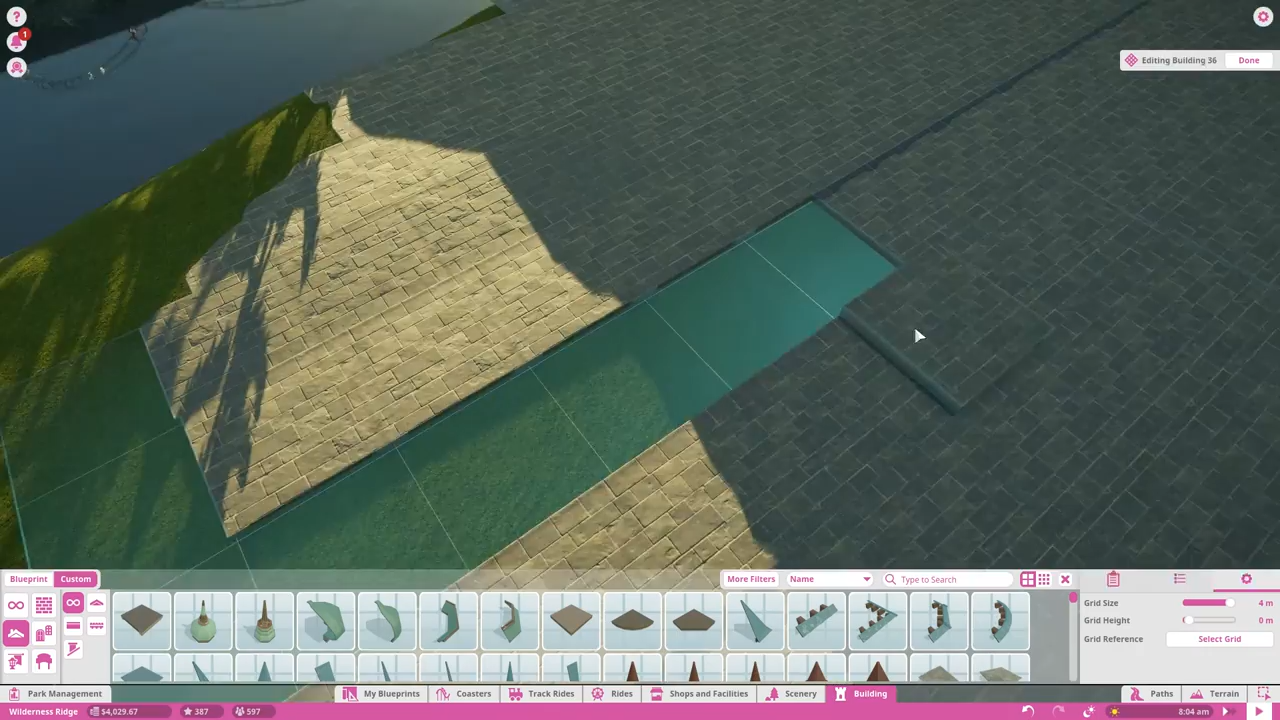 ?
1
Editing Building 36
Done
Blueprint
Custom
More Filters
Name
Type to Search
Grid Size
4 m
Grid Height
0 m
Grid Reference
Select Grid
Park Management
My Blueprints
Coasters
Track Rides
Rides
Shops and Facilities
Scenery
Building
Paths
Terrain
Wilderness Ridge
$4,029.67
387
597
8:04 am